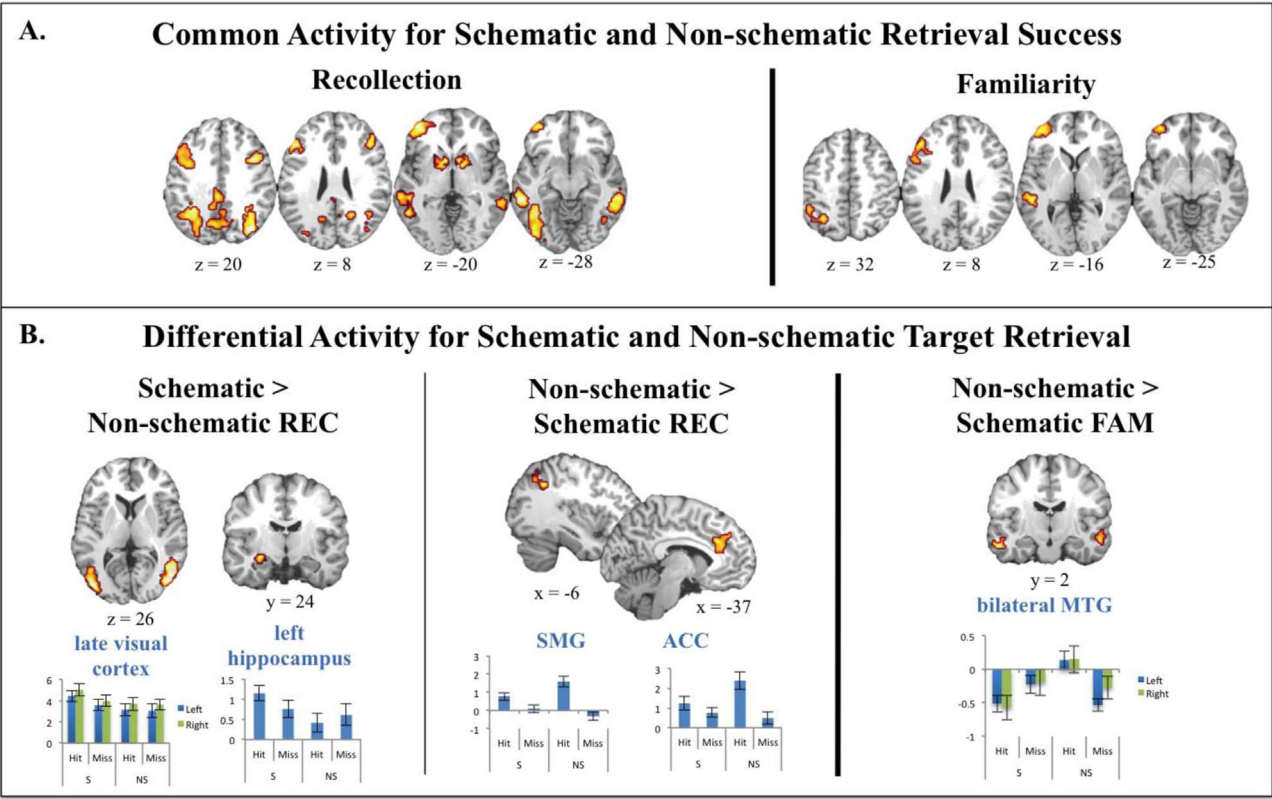 A.
Common Activity for Schematic and Non-schematic Retrieval Success
Recollection
Familiarity
z = 20
z = 8
z = -20
z = -28
z = 32
z = 8
z = -16
z = -25
B.
Differential Activity for Schematic and Non-schematic Target Retrieval
Schematic >
Non-schematic REC
z = 26
late visual
cortex
6
4
2
0
Hit Miss Hit Miss
S NS
Left
Right
y = 24
left
hippocampus
1.5
1
0.5
0
Hit Miss Hit Miss
S NS
Non-schematic >
Schematic REC
x = -6
x = -37
SMG
3
2
1
0
-1
Hit Miss Hit Miss
S NS
ACC
3
2
1
0
Hit Miss Hit Miss
S NS
Non-schematic >
Schematic FAM
y = 2
bilateral MTG
0.5
0
-0.5
-1
Hit Miss Hit Miss
S NS
Left
Right